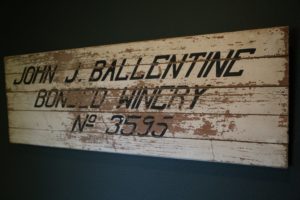 JOHN J. BALLENTINE
BONDED WINERY
Nº 3595